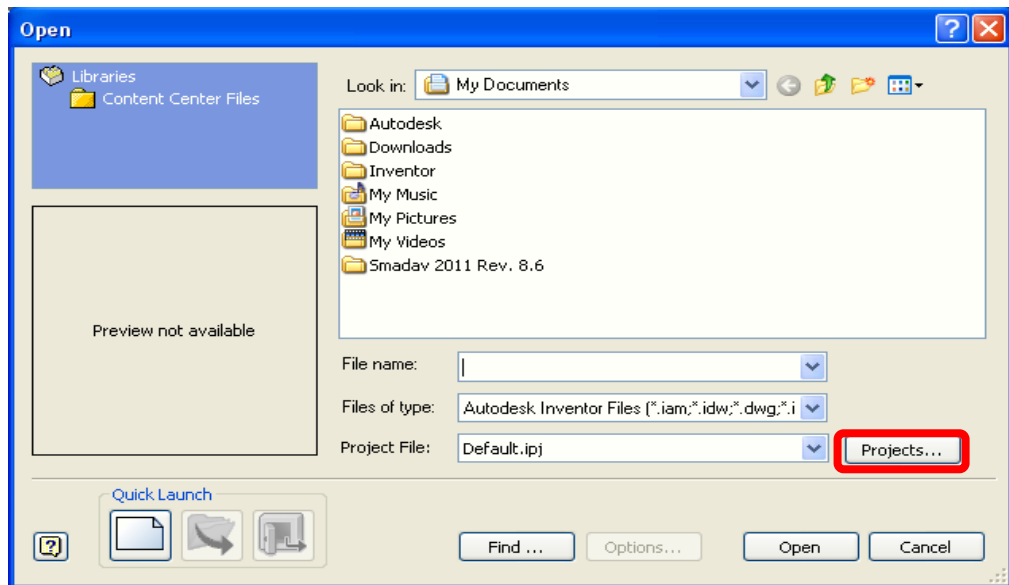 Open
Libraries
Content Center Files
Look in: My Documents
Autodesk
Downloads
Inventor
My Music
My Pictures
My Videos
Smadav 2011 Rev. 8.6
Preview not available
File name:
Files of type: Autodesk Inventor Files (*.iam;*.idw;*.dwg;*.i
Project File: Default.ipj Projects...
Quick Launch
Find ... Options... Open Cancel